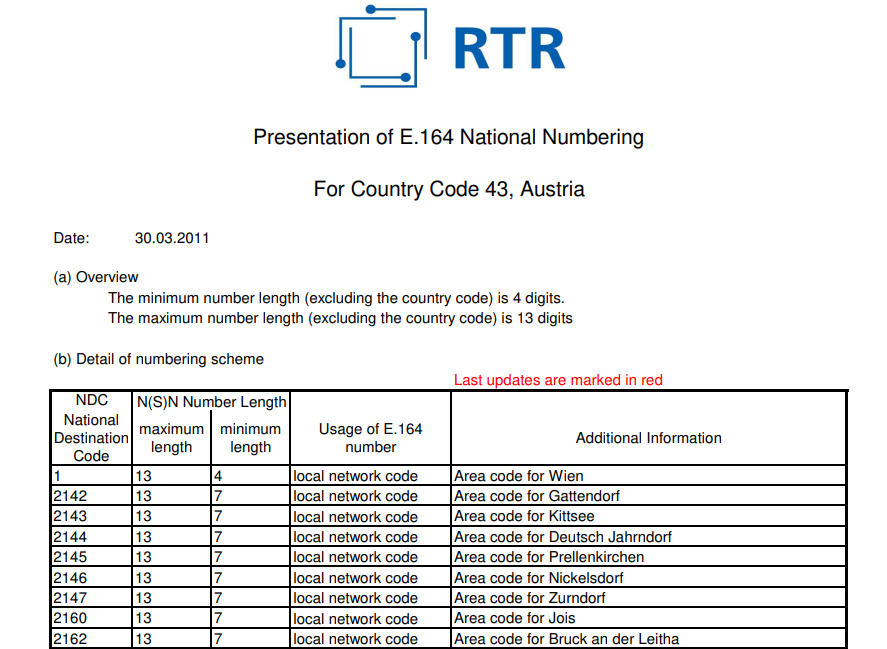 RTR
Presentation of E.164 National Numbering
For Country Code 43, Austria
Date: 30.03.2011
(a) Overview
The minimum number length (excluding the country code) is 4 digits.
The maximum number length (excluding the country code) is 13 digits
(b) Detail of numbering scheme
Last updates are marked in red
NDC National Destination Code N(S)N Number Length maximum length minimum length Usage of E.164 number Additional Information
1 13 4 local network code Area code for Wien
2142 13 7 local network code Area code for Gattendorf
2143 13 7 local network code Area code for Kittsee
2144 13 7 local network code Area code for Deutsch Jahrndorf
2145 13 7 local network code Area code for Prellenkirchen
2146 13 7 local network code Area code for Nickelsdorf
2147 13 7 local network code Area code for Zurndorf
2160 13 7 local network code Area code for Jois
2162 13 7 local network code Area code for Bruck an der Leitha